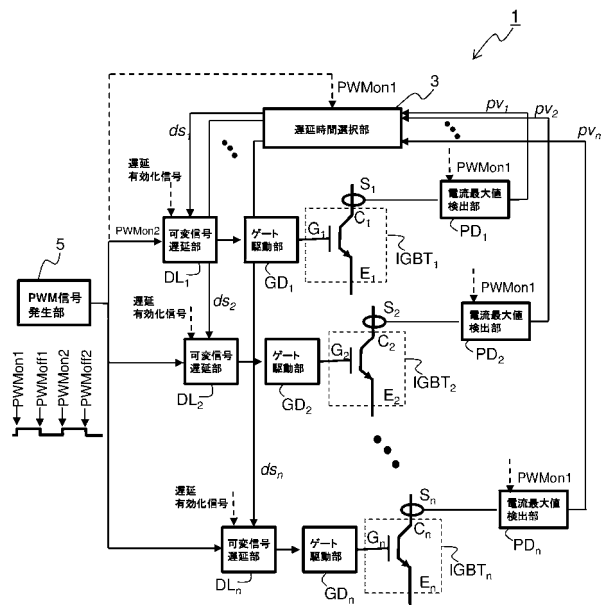 1
PWMon1
3
遅延時間選択部
pv1
pv2
pvn
ds1
遅延
有効化信号
PWMon1
S1
電流最大値
検出部
PD1
PWMon2
可変信号
遅延部
DL1
ゲート
駆動部
GD1
G1
C1
E1
IGBT1
5
PWM信号
発生部
ds2
遅延
有効化信号
PWMon1
S2
電流最大値
検出部
PD2
可変信号
遅延部
DL2
ゲート
駆動部
GD2
G2
C2
E2
IGBT2
PWMon1
PWMoff1
PWMon2
PWMoff2
dsn
遅延
有効化信号
PWMon1
Sn
電流最大値
検出部
PDn
可変信号
遅延部
DLn
ゲート
駆動部
GDn
Gn
Cn
En
IGBTn